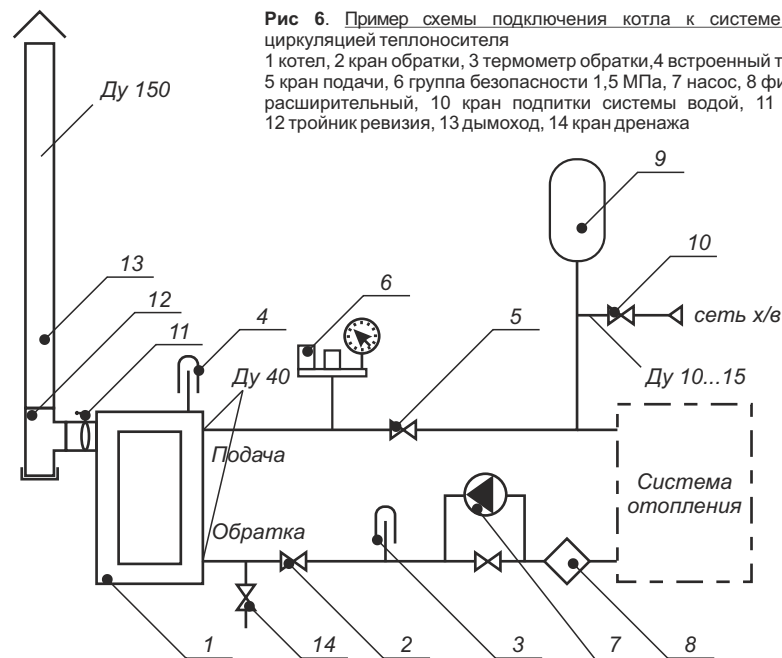 Рис 6. Пример схемы подключения котла к системе
циркуляцией теплоносителя
1 котел, 2 кран обратки, 3 термометр обратки,4 встроенный
5 кран подачи, 6 группа безопасности 1,5 МПа, 7 насос, 8
расширительный, 10 кран подпитки системы водой, 11
12 тройник ревизия, 13 дымоход, 14 кран дренажа
Ду 150
9
10
13
12
11
4
6
5
сеть х/в
Ду 40
Ду 10...15
Подача
Система
отопления
Обратка
1
14
2
3
7
8